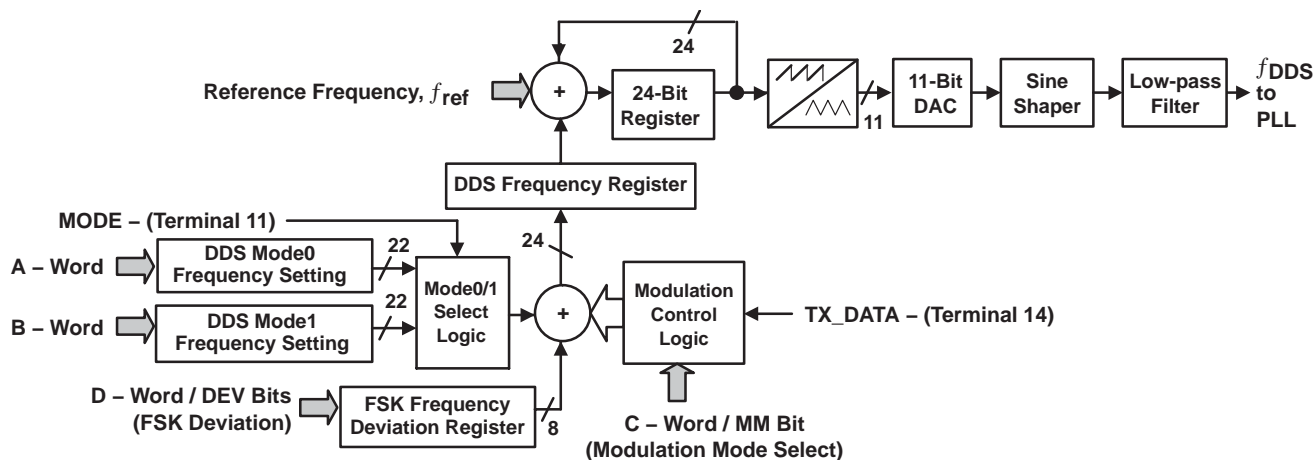 24
Reference Frequency, fref
+
24-Bit
Register
11
11-Bit
DAC
Sine
Shaper
Low-pass
Filter
fDDS
to
PLL
DDS Frequency Register
MODE – (Terminal 11)
24
A – Word
DDS Mode0
Frequency Setting
22
B – Word
DDS Mode1
Frequency Setting
22
Mode0/1
Select
Logic
+
Modulation
Control
Logic
TX_DATA – (Terminal 14)
D – Word / DEV Bits
(FSK Deviation)
FSK Frequency
Deviation Register
8
C – Word / MM Bit
(Modulation Mode Select)